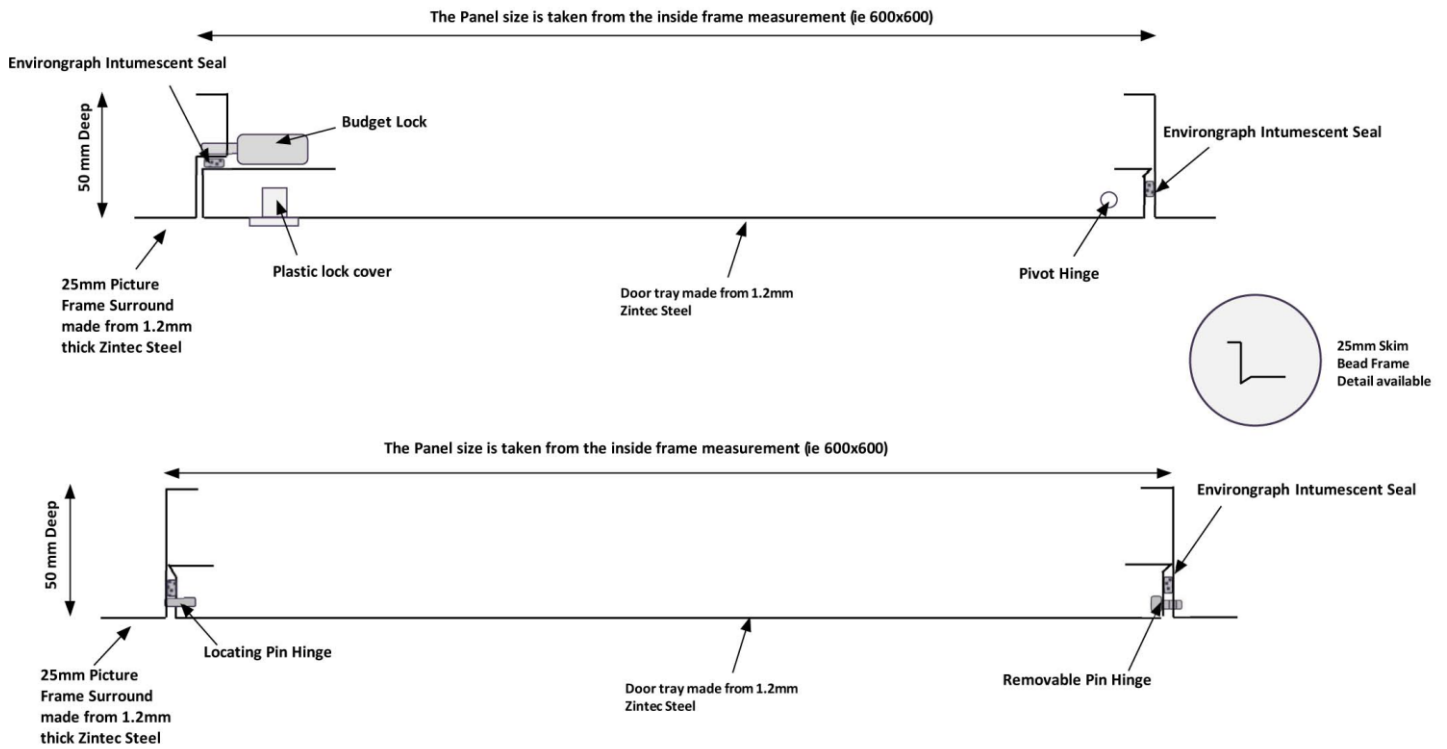 The Panel size is taken from the inside frame measurement (ie 600x600)
Environgraph Intumescent Seal
50 mm Deep
Budget Lock
Environgraph Intumescent Seal
Plastic lock cover
Pivot Hinge
25mm Picture
Frame Surround
made from 1.2mm
thick Zintec Steel
Door tray made from 1.2mm
Zintec Steel
25mm Skim
Bead Frame
Detail available
The Panel size is taken from the inside frame measurement (ie 600x600)
Environgraph Intumescent Seal
50 mm Deep
Locating Pin Hinge
Removable Pin Hinge
25mm Picture
Frame Surround
made from 1.2mm
thick Zintec Steel
Door tray made from 1.2mm
Zintec Steel